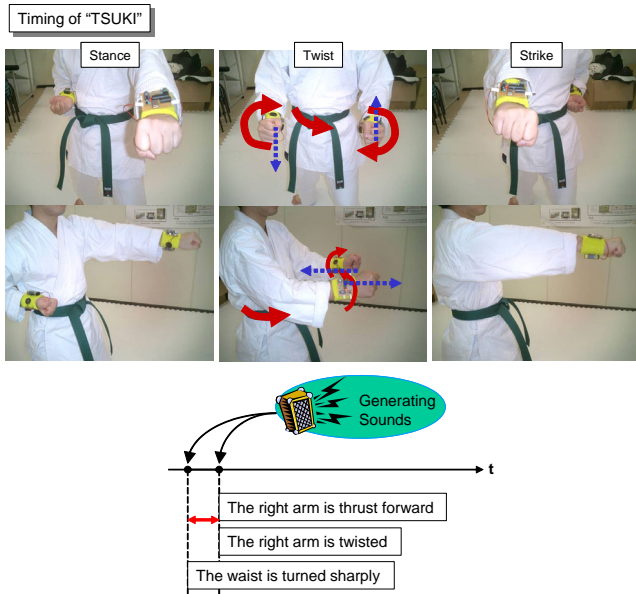 Timing of “TSUKI”
Stance
Twist
Strike
Generating
Sounds
t
The right arm is thrust forward
The right arm is twisted
The waist is turned sharply